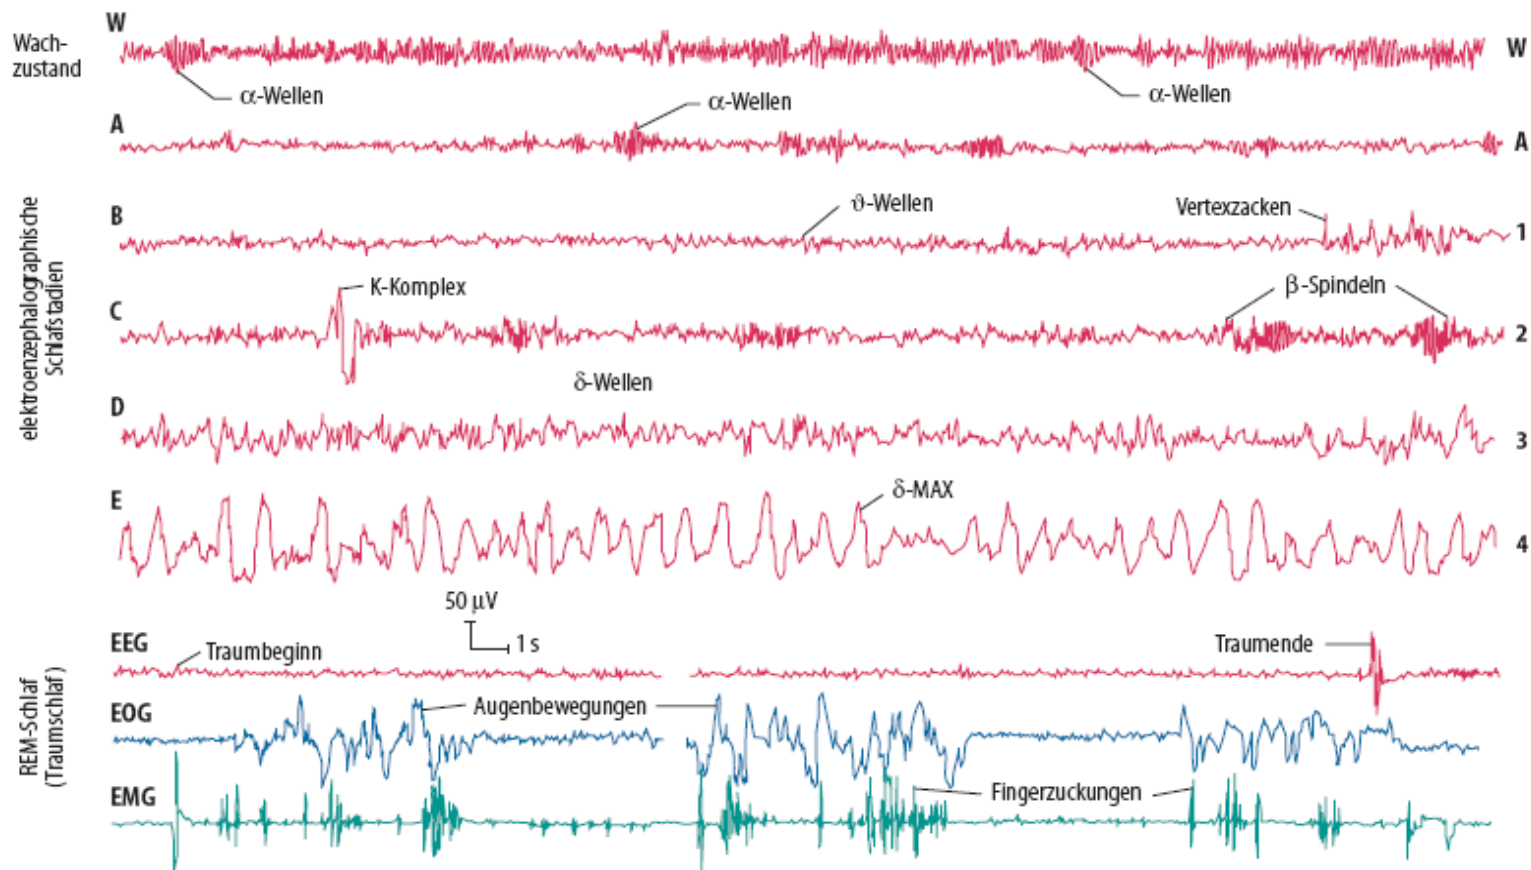 W
Wach-
zustand
W
α-Wellen
α-Wellen
α-Wellen
A
A
elektroenzephalographische
Schlafstadien
B
ϑ-Wellen
Vertexzacken
1
C
K-Komplex
β-Spindeln
2
δ-Wellen
D
3
E
δ-MAX
4
50 µV
1 s
REM-Schlaf
(Traumschlaf)
EEG
Traumbeginn
Traumende
EOG
Augenbewegungen
EMG
Fingerzuckungen